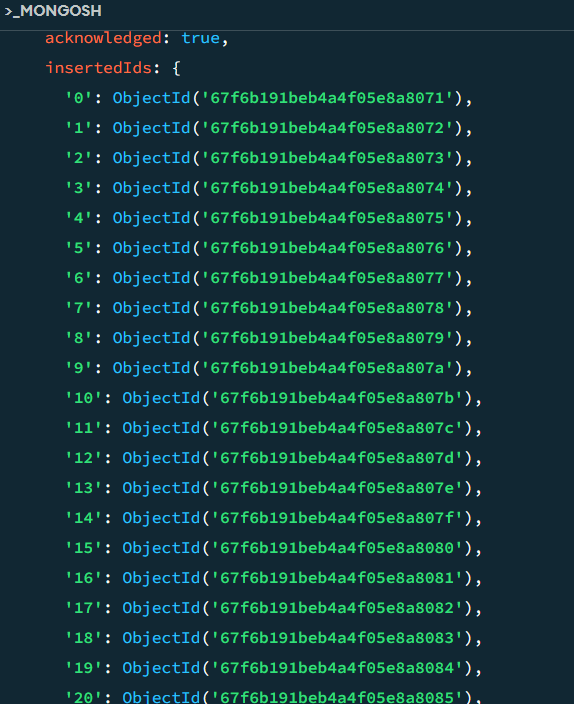 >_MONGOSH
acknowledged: true,
insertedIds: {
'0': ObjectId('67f6b191beb4a4f05e8a8071'),
'1': ObjectId('67f6b191beb4a4f05e8a8072'),
'2': ObjectId('67f6b191beb4a4f05e8a8073'),
'3': ObjectId('67f6b191beb4a4f05e8a8074'),
'4': ObjectId('67f6b191beb4a4f05e8a8075'),
'5': ObjectId('67f6b191beb4a4f05e8a8076'),
'6': ObjectId('67f6b191beb4a4f05e8a8077'),
'7': ObjectId('67f6b191beb4a4f05e8a8078'),
'8': ObjectId('67f6b191beb4a4f05e8a8079'),
'9': ObjectId('67f6b191beb4a4f05e8a807a'),
'10': ObjectId('67f6b191beb4a4f05e8a807b'),
'11': ObjectId('67f6b191beb4a4f05e8a807c'),
'12': ObjectId('67f6b191beb4a4f05e8a807d'),
'13': ObjectId('67f6b191beb4a4f05e8a807e'),
'14': ObjectId('67f6b191beb4a4f05e8a807f'),
'15': ObjectId('67f6b191beb4a4f05e8a8080'),
'16': ObjectId('67f6b191beb4a4f05e8a8081'),
'17': ObjectId('67f6b191beb4a4f05e8a8082'),
'18': ObjectId('67f6b191beb4a4f05e8a8083'),
'19': ObjectId('67f6b191beb4a4f05e8a8084'),
'20': ObjectId('67f6b191beb4a4f05e8a8085'),